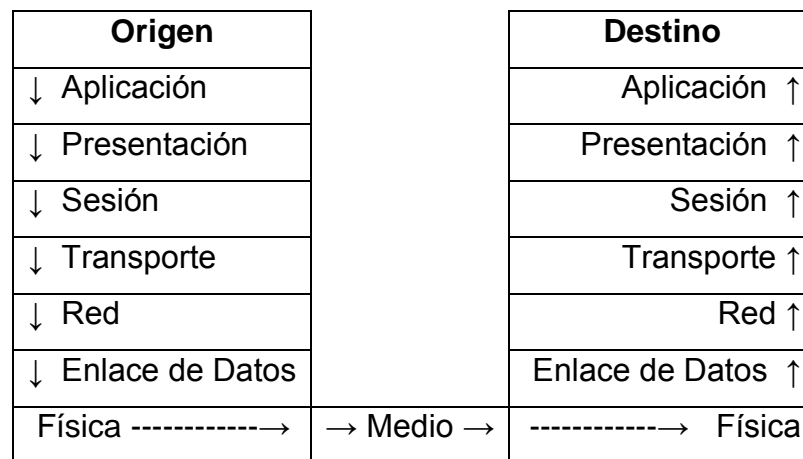 Origen Destino
↓ Aplicación Aplicación ↑
↓ Presentación Presentación ↑
↓ Sesión Sesión ↑
↓ Transporte Transporte ↑
↓ Red Red ↑
↓ Enlace de Datos Enlace de Datos ↑
Física ------------→ → Medio → ------------→ Física